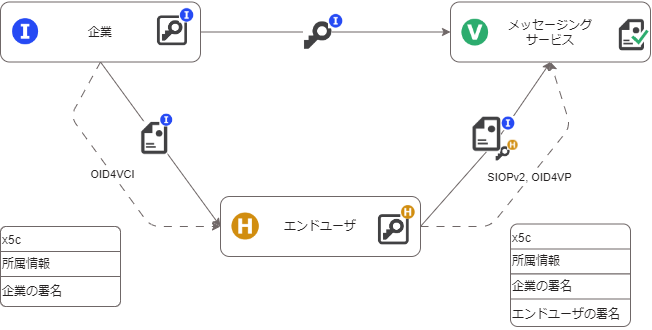 I
企業
I
I
V
メッセージング
サービス
I
I
H
OID4VCI
SIOPv2, OID4VP
H
エンドユーザ
H
x5c
所属情報
企業の署名
x5c
所属情報
企業の署名
エンドユーザの署名